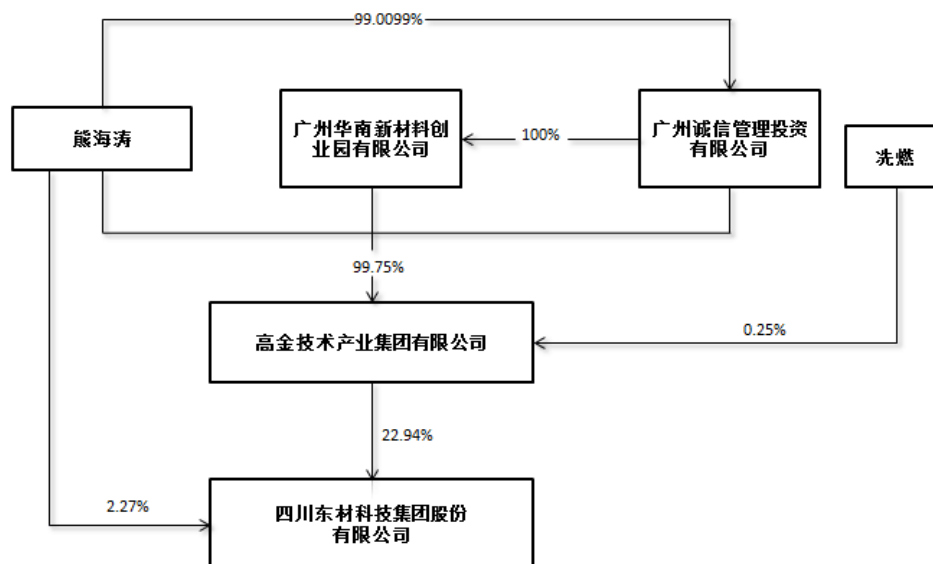 99.0099%
熊海涛
广州华南新材料创
业园有限公司
100%
广州诚信管理投资
有限公司
冼燃
99.75%
高金技术产业集团有限公司
0.25%
22.94%
2.27%
四川东材科技集团股份
有限公司